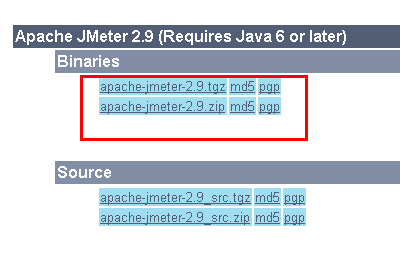 Apache JMeter 2.9 (Requires Java 6 or later)
Binaries
apache-jmeter-2.9.tgz md5 pgp
apache-jmeter-2.9.zip md5 pgp
Source
apache-jmeter-2.9_src.tgz md5 pgp
apache-jmeter-2.9_src.zip md5 pgp